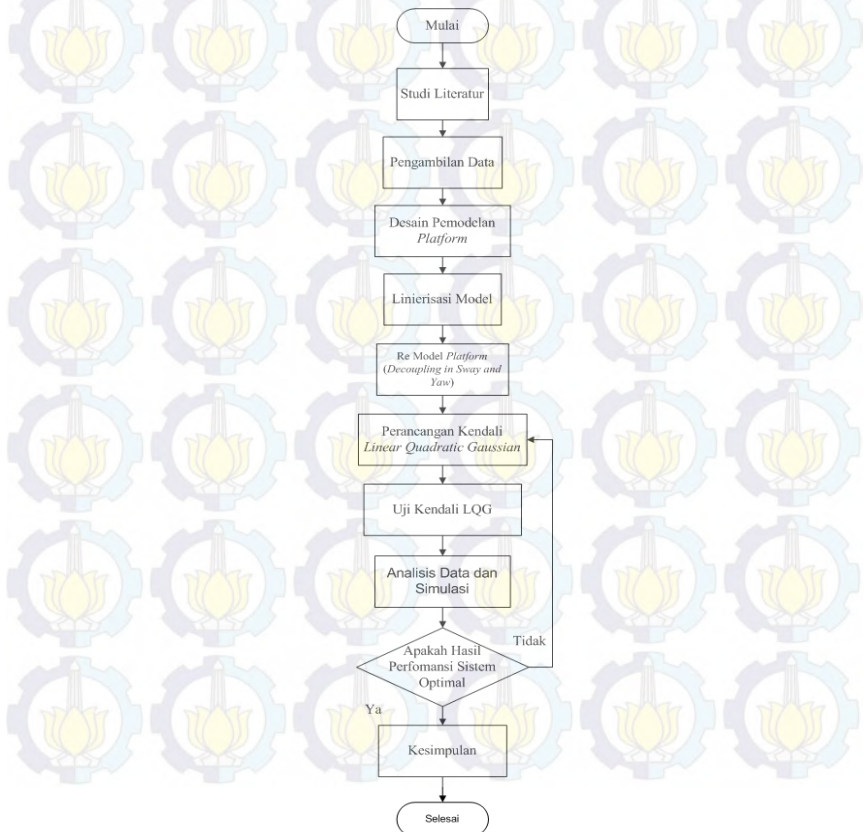 Mulai
Studi Literatur
Pengambilan Data
Desain Pemodelan
Platform
Linierisasi Model
Re Model Platform
(Decoupling in Sway and
Yaw)
Perancangan Kendali
Linear Quadratic Gaussian
Uji Kendali LQG
Analisis Data dan
Simulasi
Apakah Hasil
Perfomansi Sistem
Optimal
Tidak
Ya
Kesimpulan
Selesai